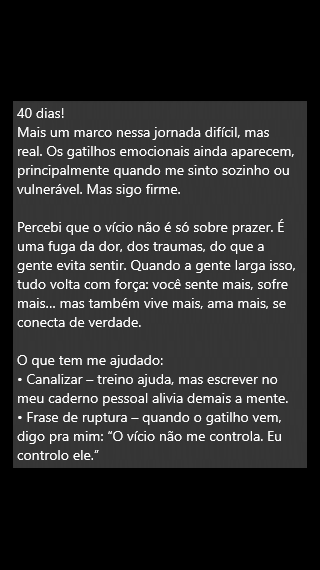 40 dias!
Mais um marco nessa jornada difícil, mas
real. Os gatilhos emocionais ainda aparecem,
principalmente quando me sinto sozinho ou
vulnerável. Mas sigo firme.
Percebi que o vício não é só sobre prazer. É
uma fuga da dor, dos traumas, do que a
gente evita sentir. Quando a gente larga isso,
tudo volta com força: você sente mais, sofre
mais... mas também vive mais, ama mais, se
conecta de verdade.
O que tem me ajudado:
• Canalizar – treino ajuda, mas escrever no
meu caderno pessoal alivia demais a mente.
• Frase de ruptura – quando o gatilho vem,
digo pra mim: “O vício não me controla. Eu
controlo ele.”